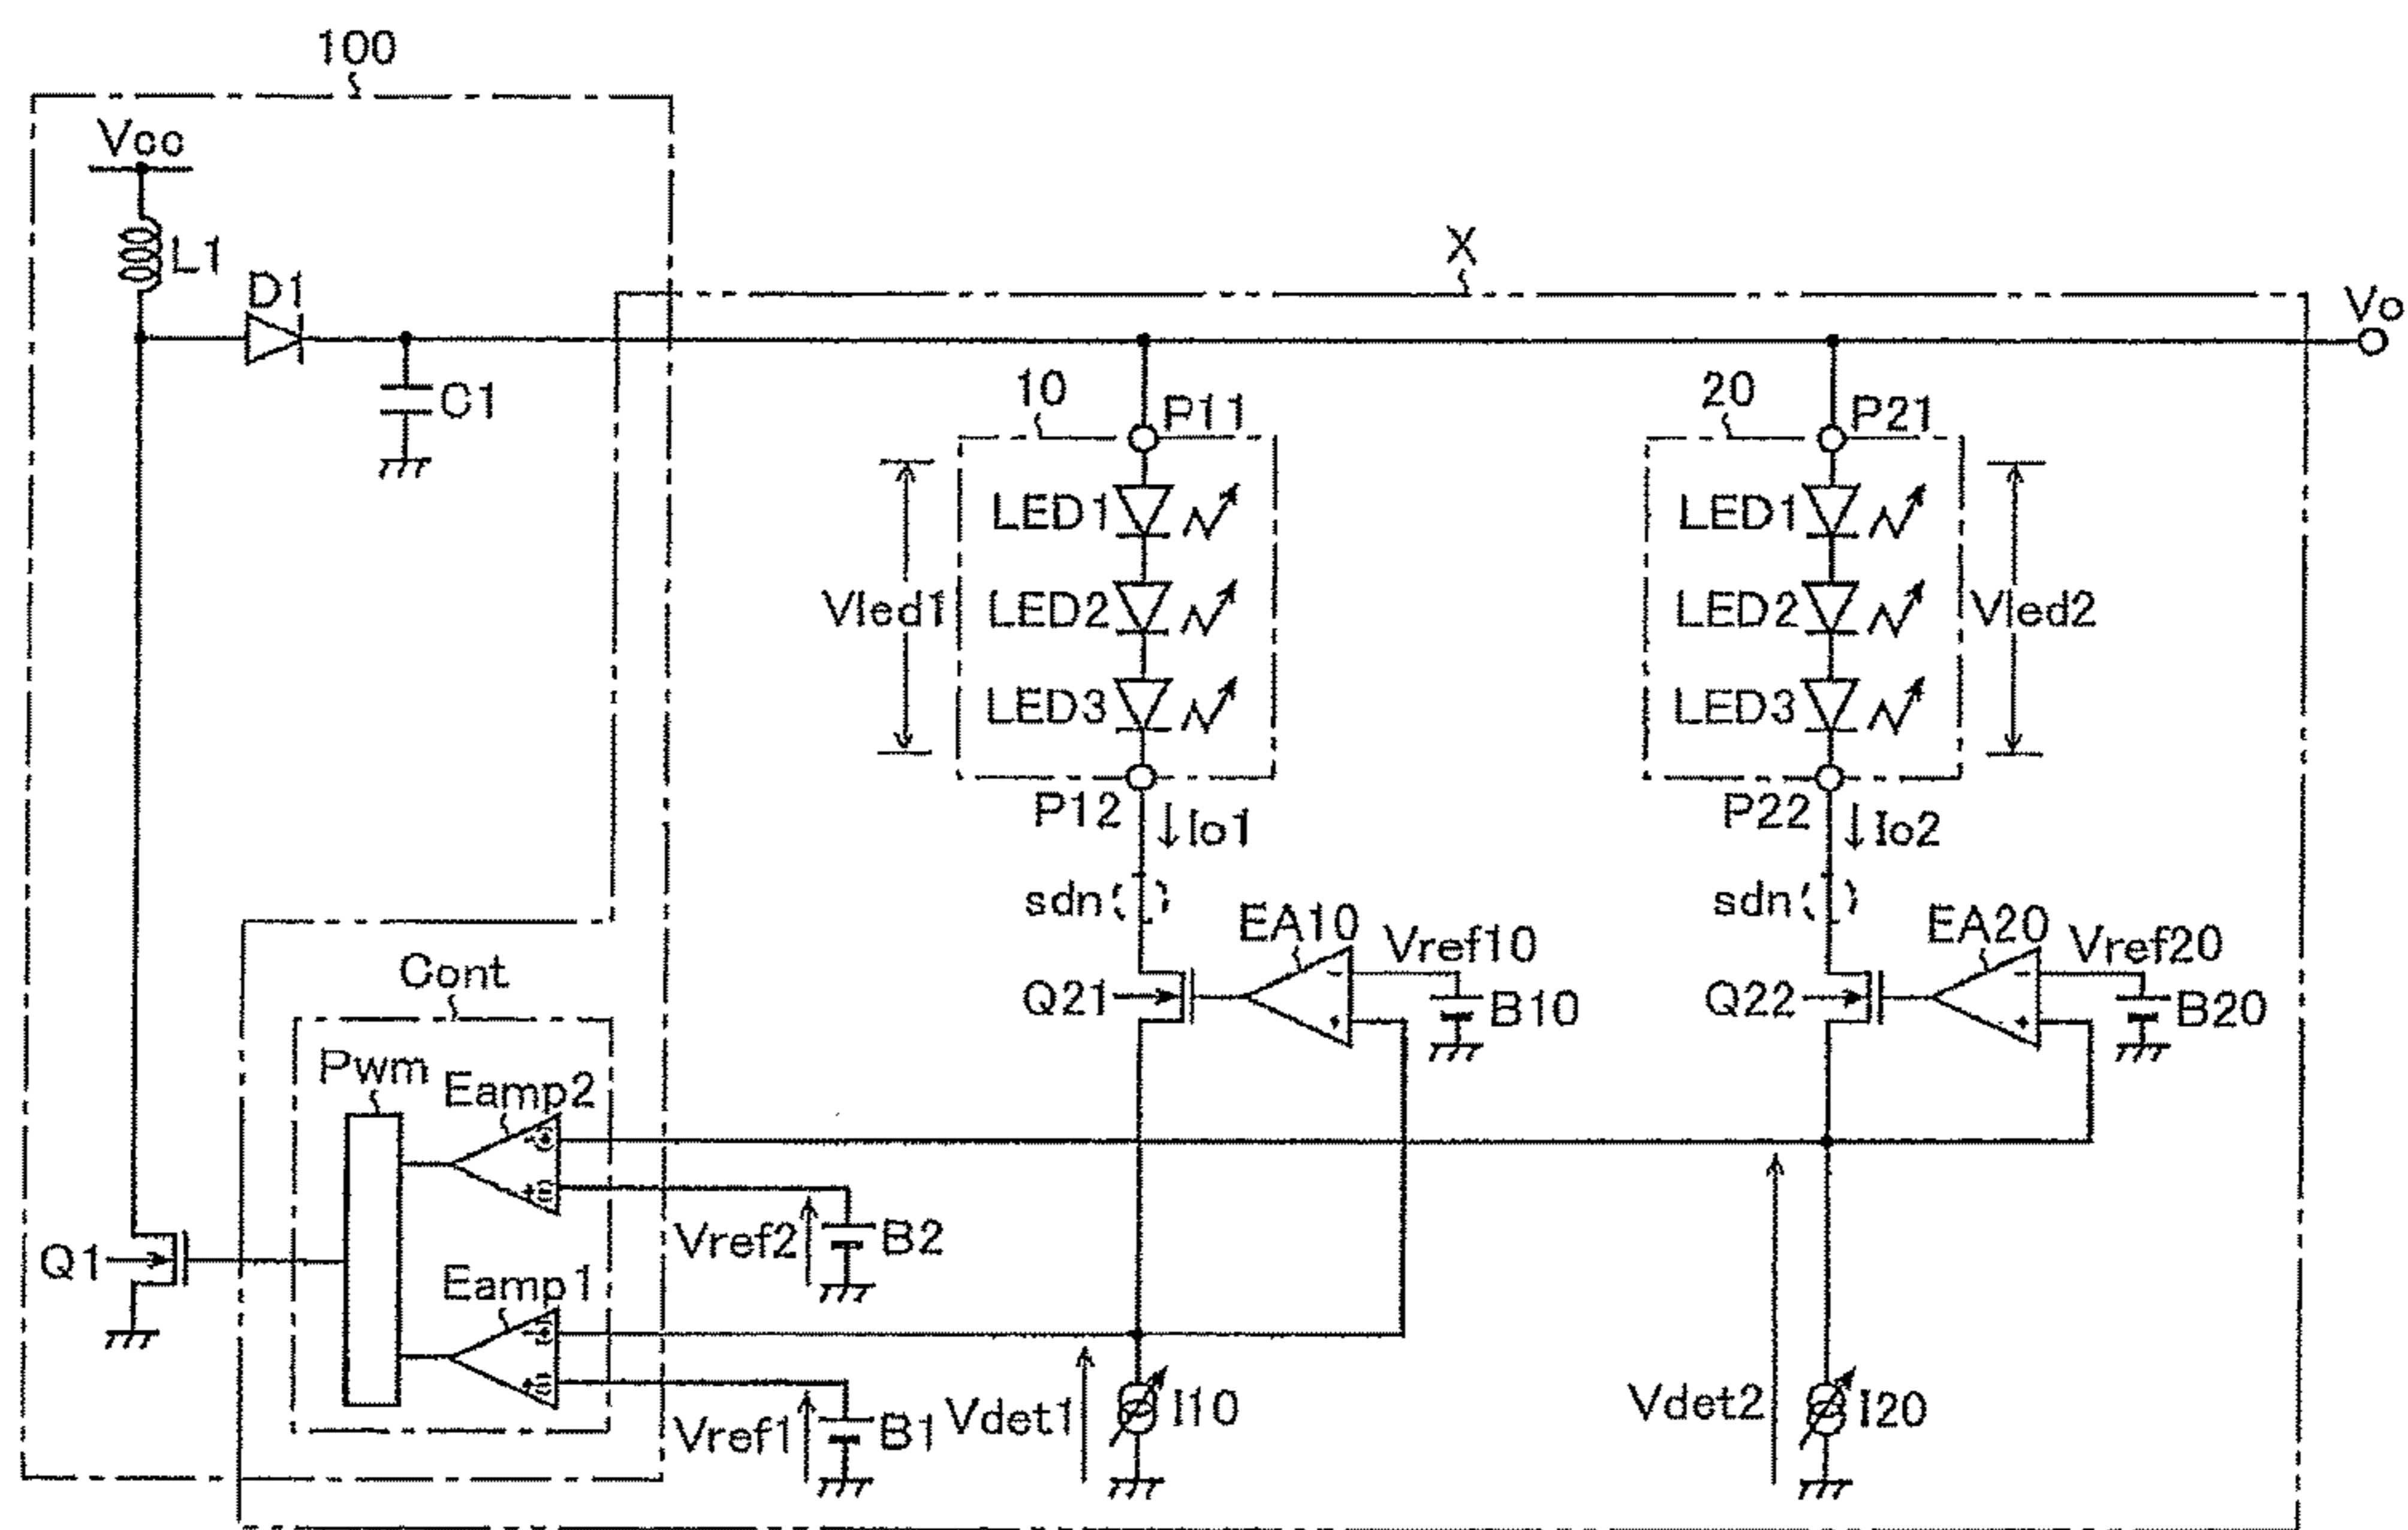 100
Vcc
L1
D1
C1
X
Vo
10
P11
20
P21
LED1
LED2
LED3
Vled1
LED1
LED2
LED3
Vled2
P12
Io1
P22
Io2
sdn
sdn
EA10
Vref10
EA20
Vref20
Q21
B10
Q22
B20
- +
- +
Cont
Pwm
Eamp2
Vref2
B2
Q1
Eamp1
Vref1
B1
Vdet1
I10
Vdet2
I20